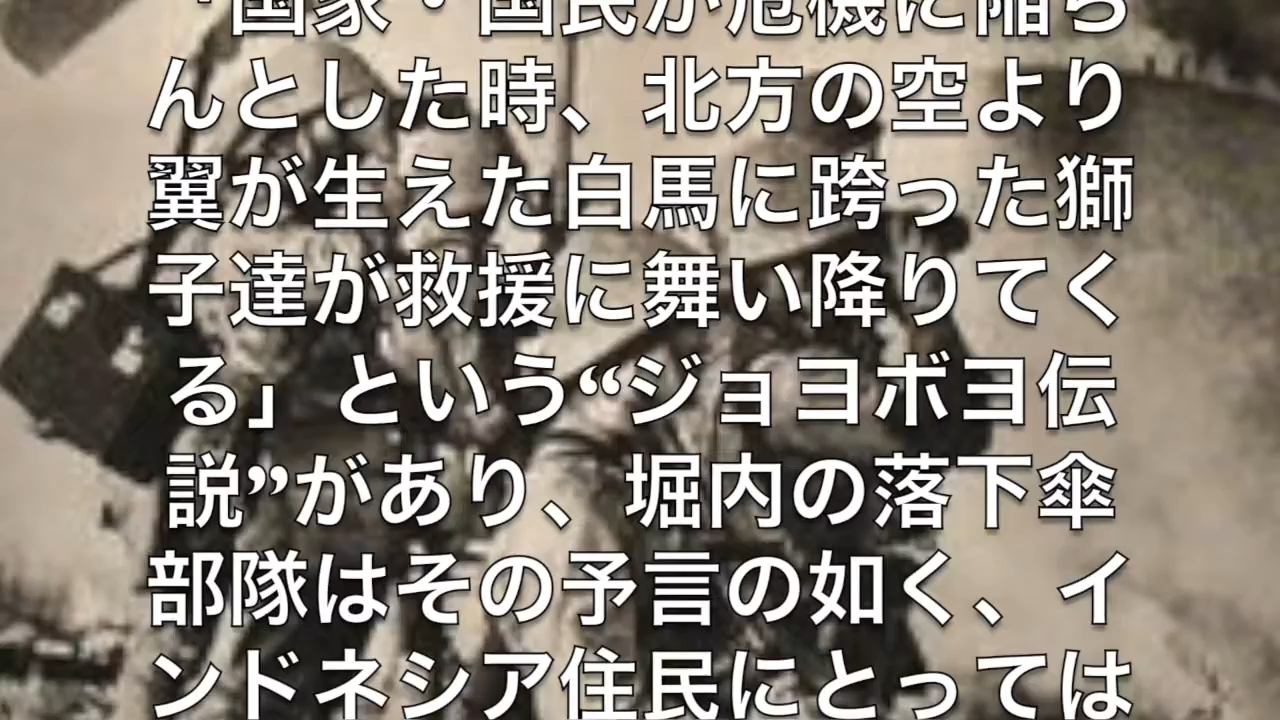 「国家・国民が危機に陥ら
んとした時、北方の空より
翼が生えた白馬に跨った獅
子達が救援に舞い降りてく
る」という“ジョヨボヨ伝
説”があり、堀内の落下傘
部隊はその予言の如く、イ
ンドネシア住民にとっては